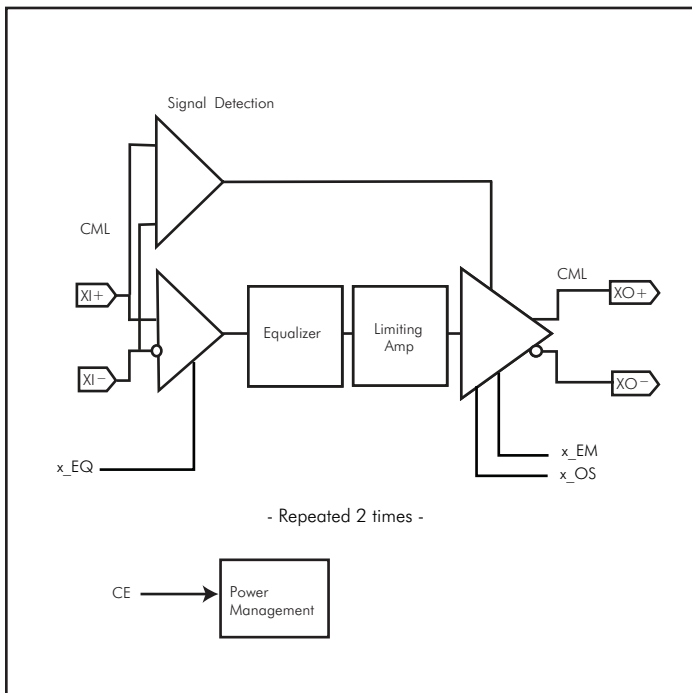 Signal Detection
CML
XI+
XI−
Equalizer
Limiting
Amp
CML
XO+
XO−
x_EQ
x_EM
x_OS
- Repeated 2 times -
CE
Power
Management